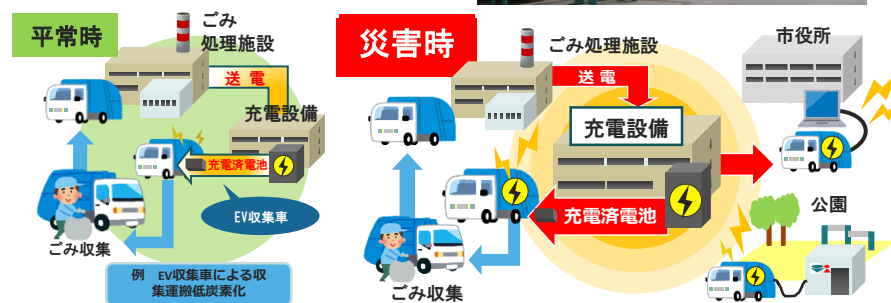 平常時
ごみ
処理施設
送電
充電設備
充電済電池
EV収集車
ごみ収集
例 EV収集車による収
集運搬低炭素化
災害時
ごみ処理施設
送電
充電設備
充電済電池
ごみ収集
市役所
公園